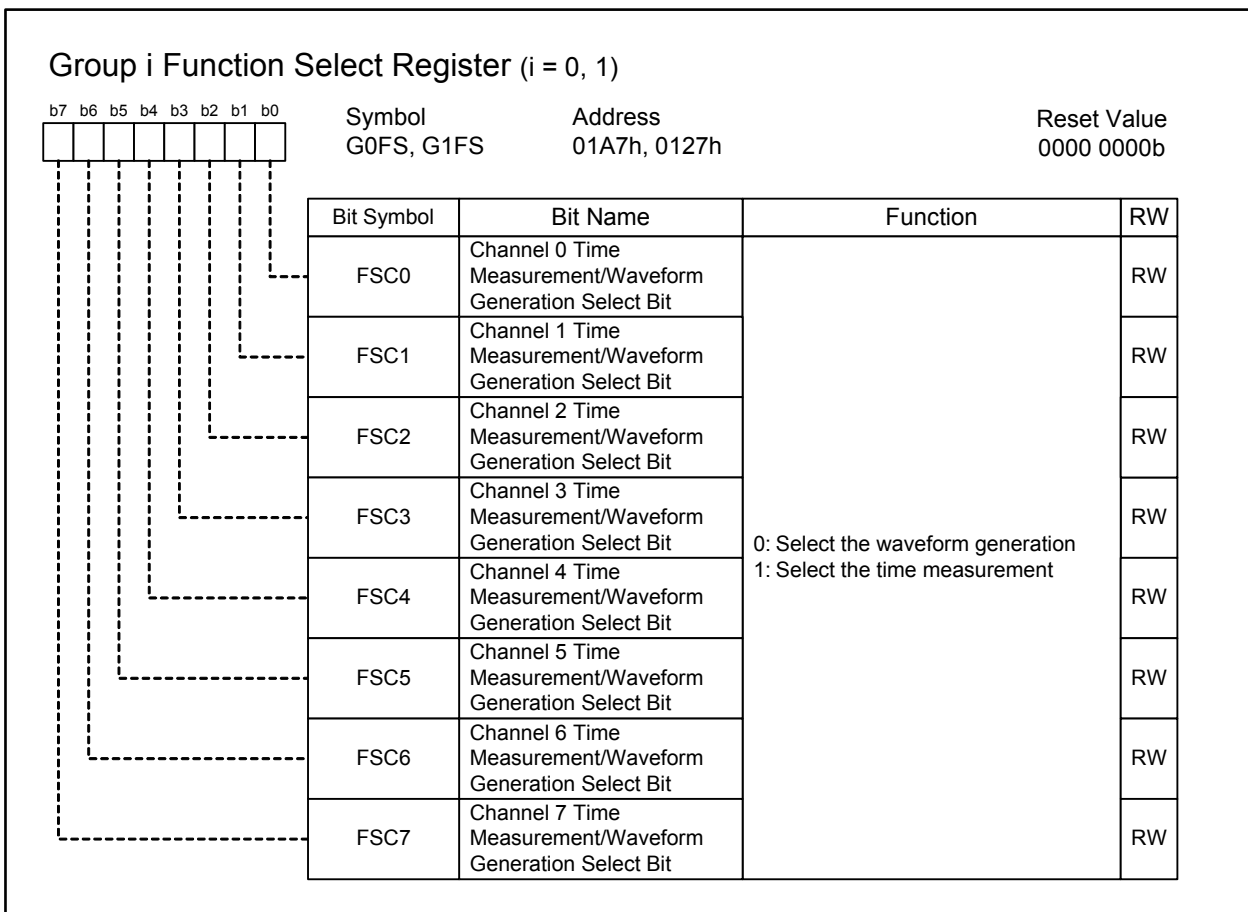 Group i Function Select Register (i = 0, 1)
b7 b6 b5 b4 b3 b2 b1 b0
Symbol Address Reset Value
G0FS, G1FS 01A7h, 0127h 0000 0000b
Bit Symbol Bit Name Function RW
FSC0 Channel 0 Time
Measurement/Waveform
Generation Select Bit
RW
FSC1 Channel 1 Time
Measurement/Waveform
Generation Select Bit
RW
FSC2 Channel 2 Time
Measurement/Waveform
Generation Select Bit
RW
FSC3 Channel 3 Time
Measurement/Waveform
Generation Select Bit
RW
FSC4 Channel 4 Time
Measurement/Waveform
Generation Select Bit
RW
FSC5 Channel 5 Time
Measurement/Waveform
Generation Select Bit
RW
FSC6 Channel 6 Time
Measurement/Waveform
Generation Select Bit
RW
FSC7 Channel 7 Time
Measurement/Waveform
Generation Select Bit
RW
0: Select the waveform generation
1: Select the time measurement